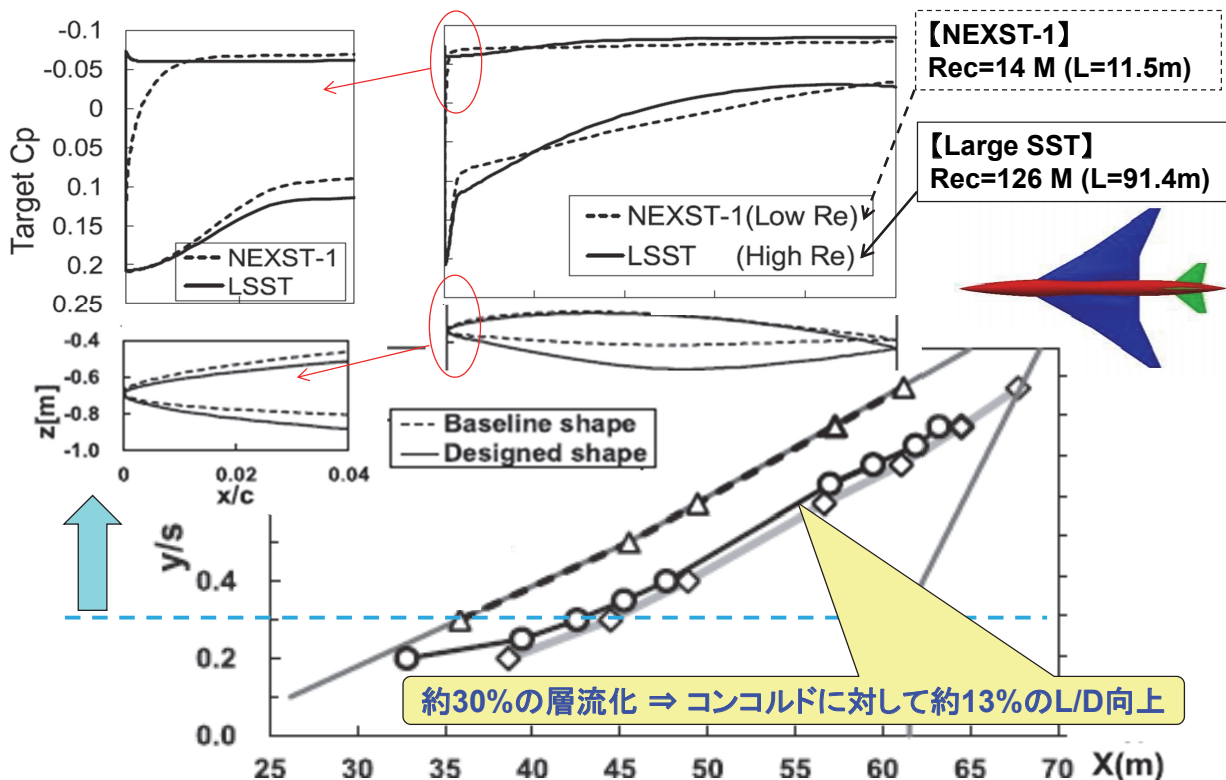 -0.1
-0.05
0
0.05
0.1
0.15
0.2
0.25
Target Cp
NEXST-1
LSST
NEXST-1(Low Re)
LSST (High Re)
【NEXST-1】
Rec=14 M (L=11.5m)
【Large SST】
Rec=126 M (L=91.4m)
-0.4
-0.6
-0.8
-1.0
z[m]
0
0.02
0.04
x/c
Baseline shape
Designed shape
y/s
0.4
0.2
0.0
約30%の層流化 ⇒ コンコルドに対して約13%のL/D向上
25 30 35 40 45 50 55 60 65 70
X(m)